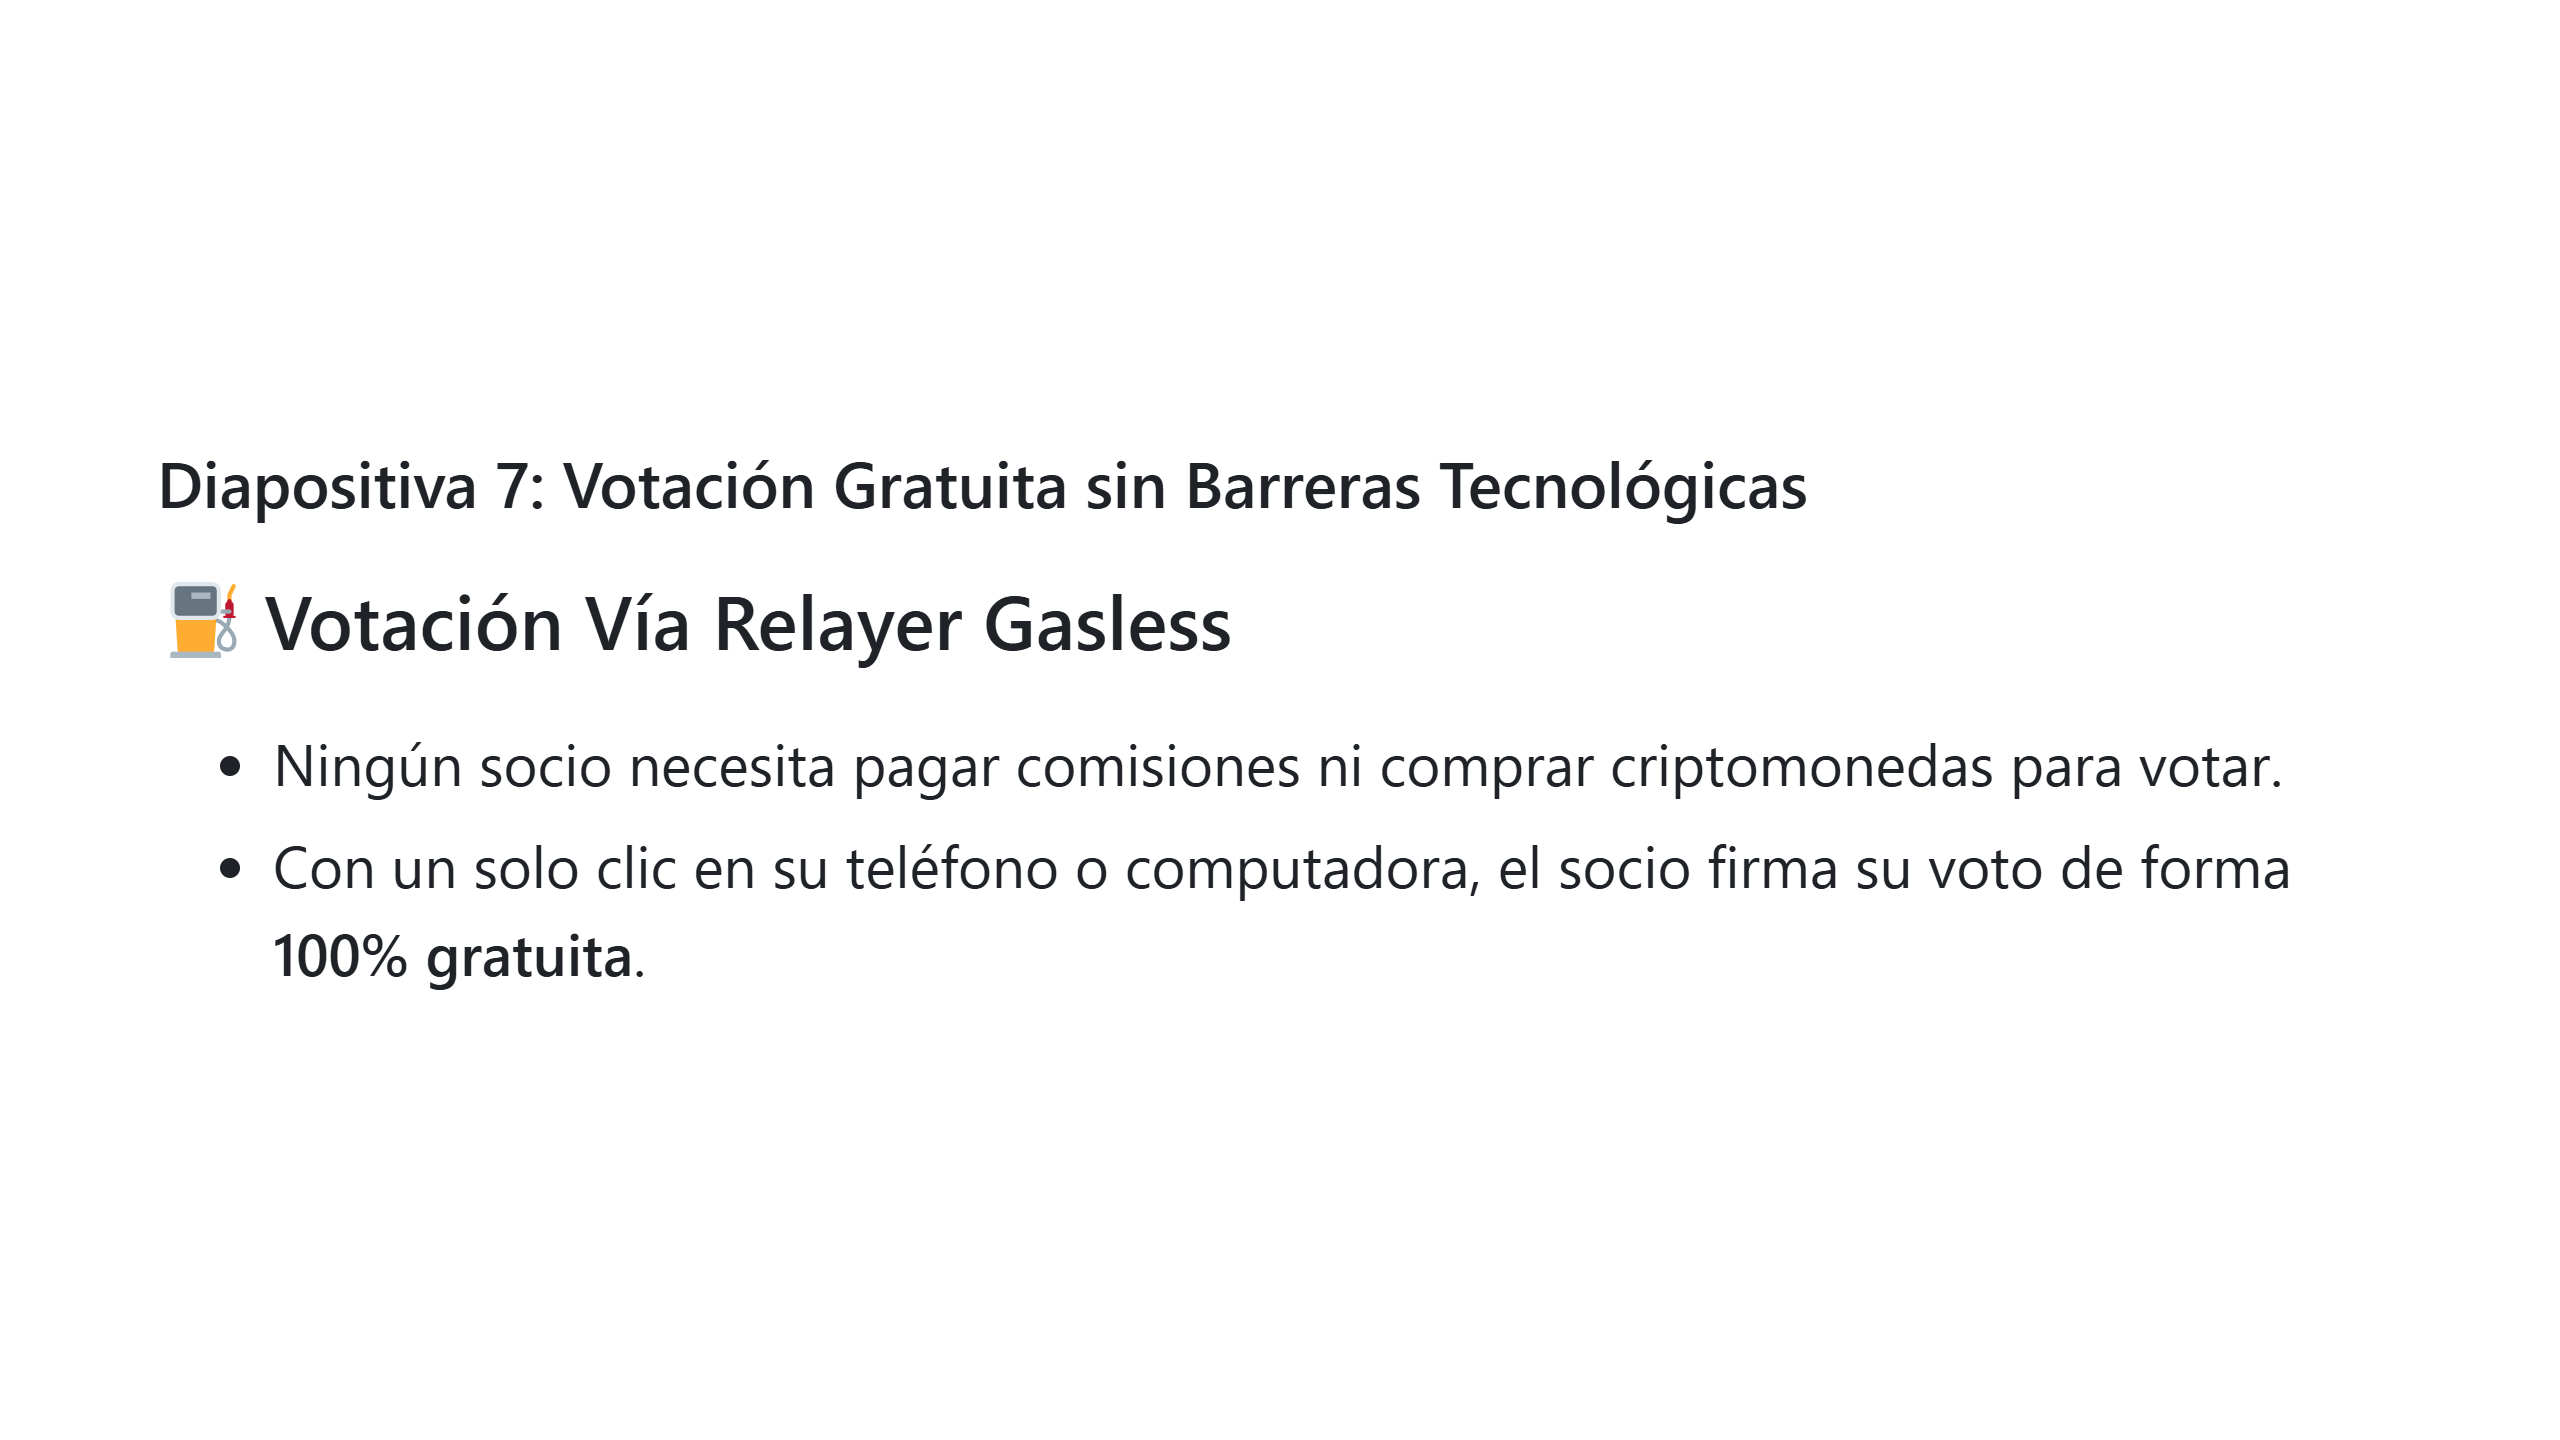 Diapositiva 7: Votación Gratuita sin Barreras Tecnológicas
⛽ Votación Vía Relayer Gasless
• Ningún socio necesita pagar comisiones ni comprar criptomonedas para votar.
• Con un solo clic en su teléfono o computadora, el socio firma su voto de forma
100% gratuita.